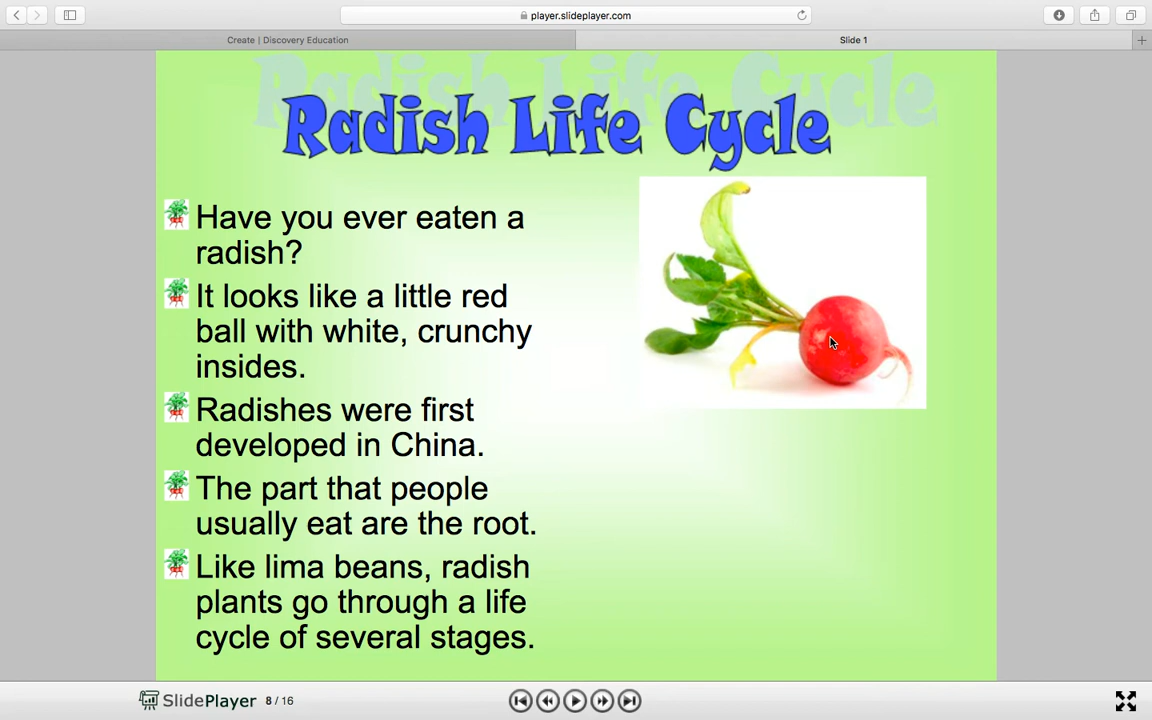 player.slideplayer.com
Create | Discovery Education
Slide 1
Radish Life Cycle
Have you ever eaten a
radish?
It looks like a little red
ball with white, crunchy
insides.
Radishes were first
developed in China.
The part that people
usually eat are the root.
Like lima beans, radish
plants go through a life
cycle of several stages.
SlidePlayer 8 / 16